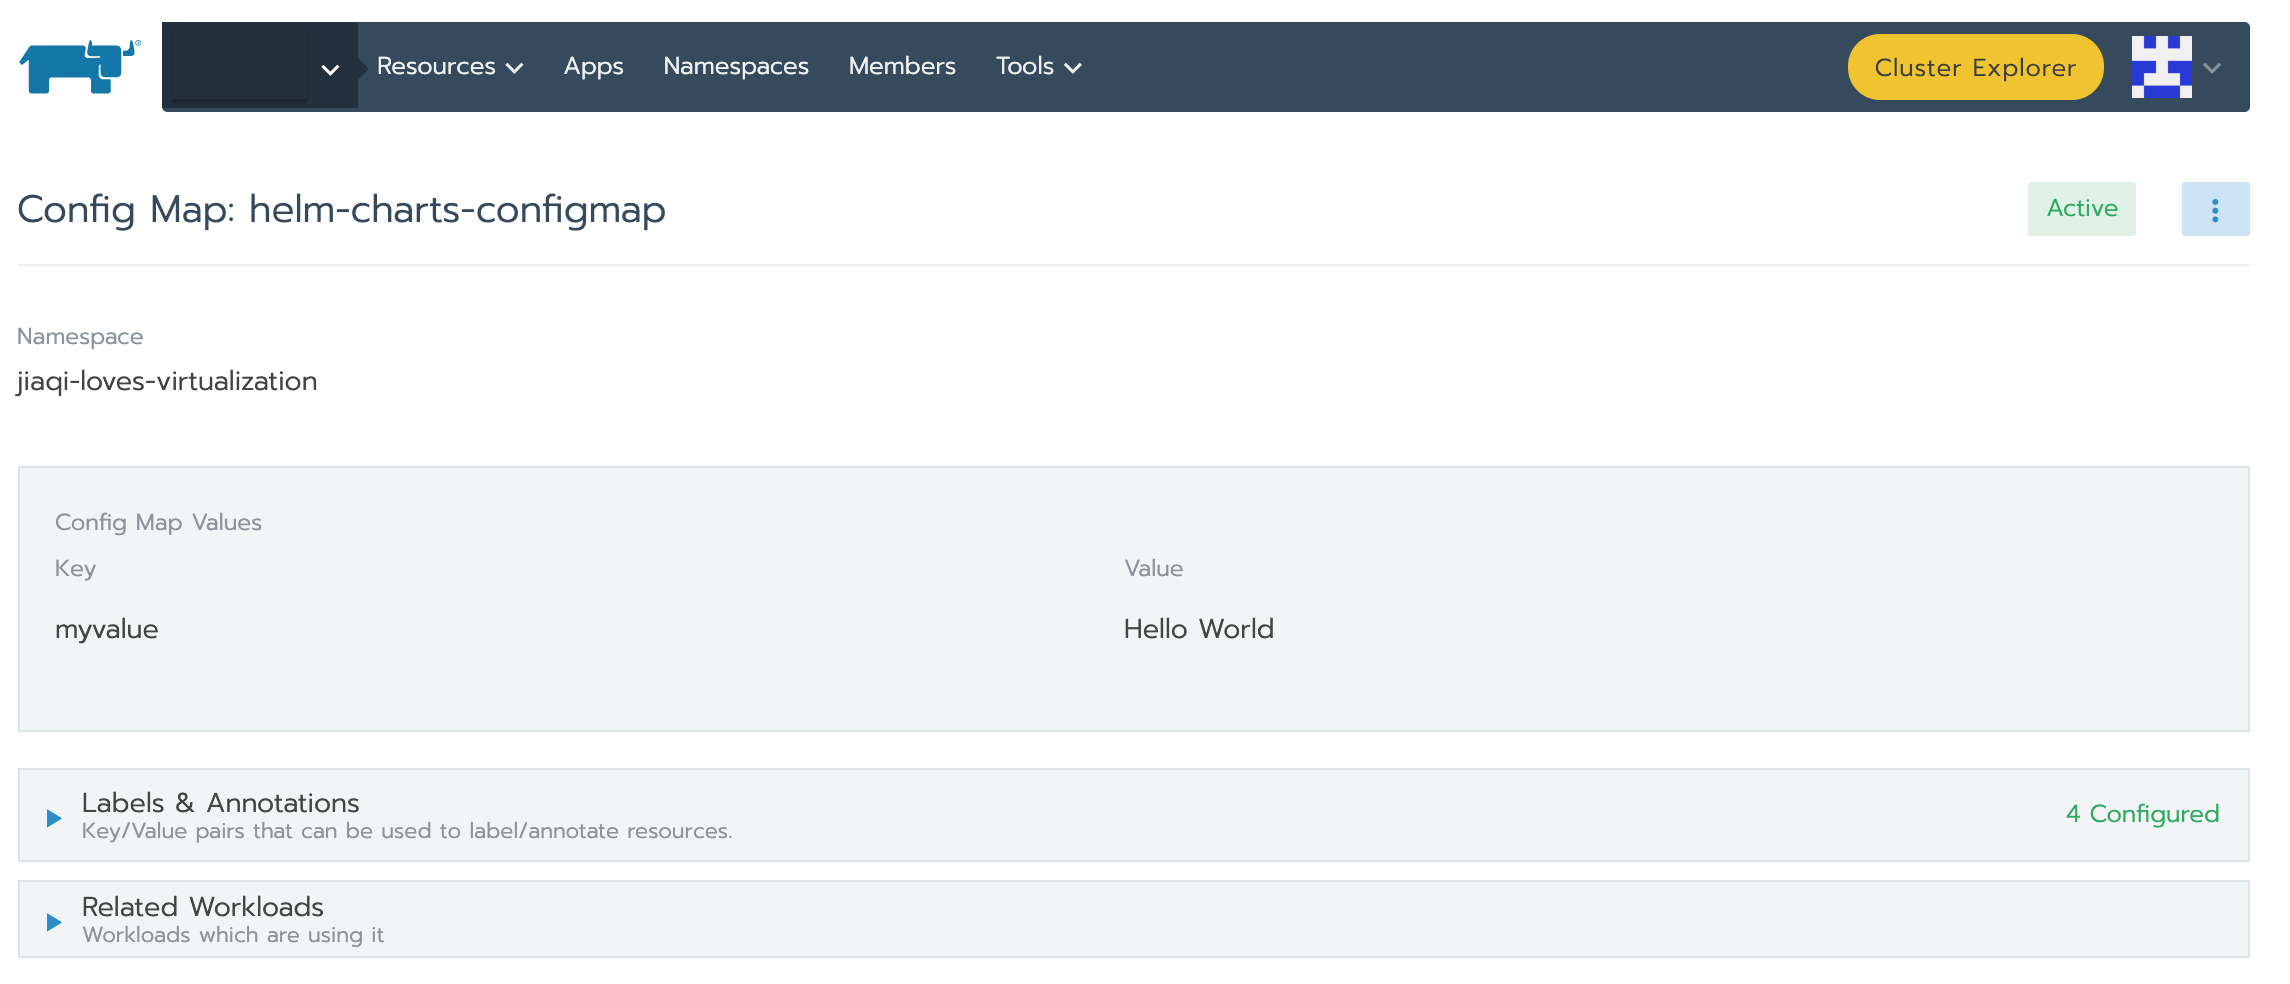 Resources Apps Namespaces Members Tools Cluster Explorer
Config Map: helm-charts-configmap Active
Namespace
jiaqi-loves-virtualization
Config Map Values
Key Value
myvalue Hello World
Labels & Annotations
Key/Value pairs that can be used to label/annotate resources.
4 Configured
Related Workloads
Workloads which are using it